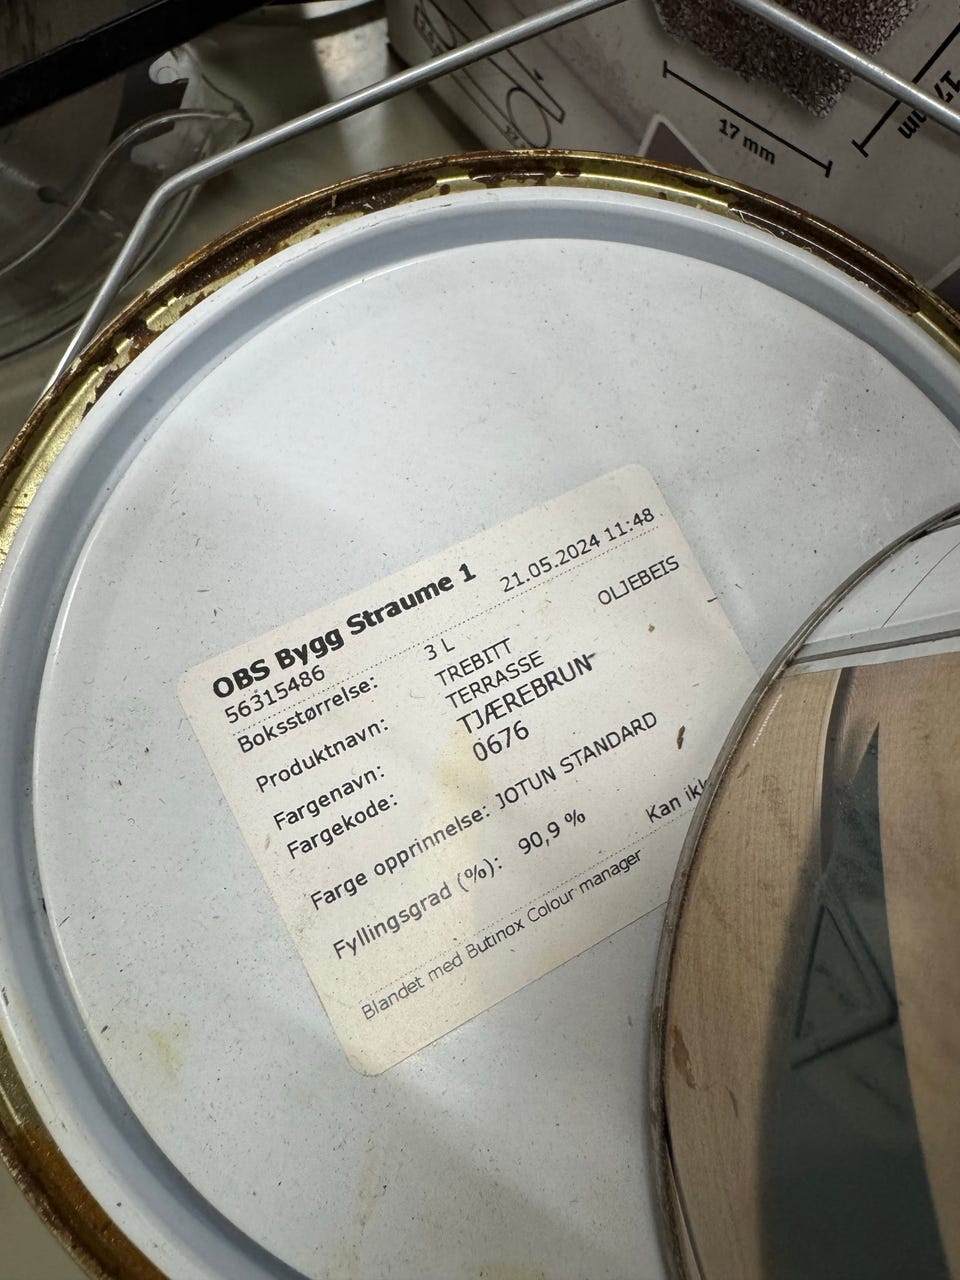 17 mm
OBS Bygg Straume 1
56315486 21.05.2024 11:48
Boksstørrelse: 3 L
Produktnavn: TREBITT OLJEBEIS
TERRASSE
Fargenavn: TJÆREBRUN
Fargekode: 0676
Farge opprinnelse: JOTUN STANDARD
Fyllingsgrad (%): 90,9 %
Kan
Blandet med Butinox Colour manager